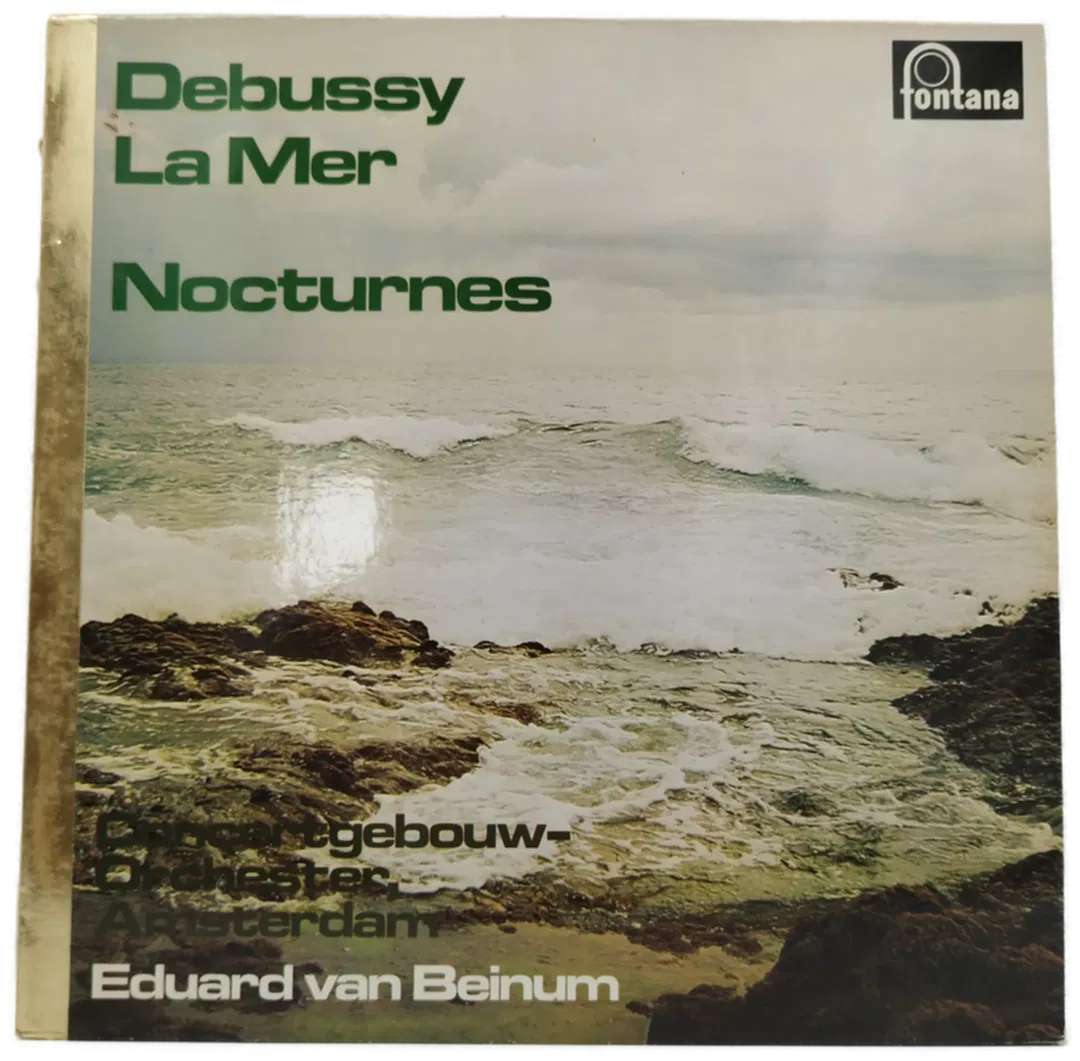 Debussy
La Mer
Nocturnes
fontana
Concertgebouw-
Orchester,
Amsterdam
Eduard van Beinum